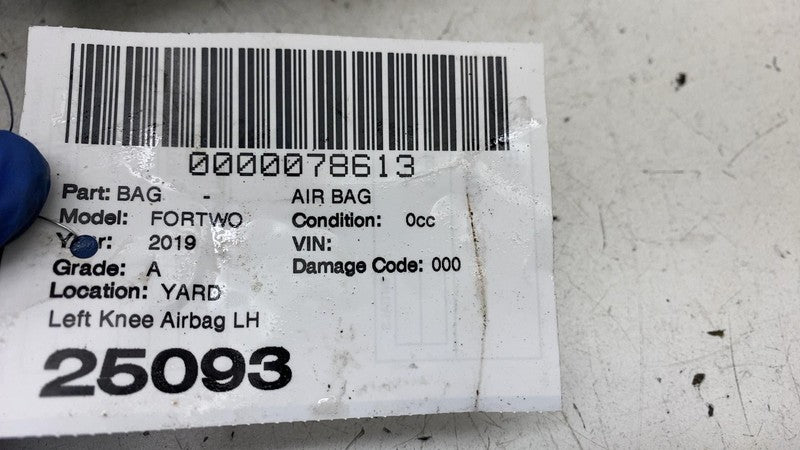 0000078613
Part: BAG - AIR BAG
Model: FORTWO Condition: 0cc
Year: 2019 VIN:
Grade: A Damage Code: 000
Location: YARD
Left Knee Airbag LH
25093